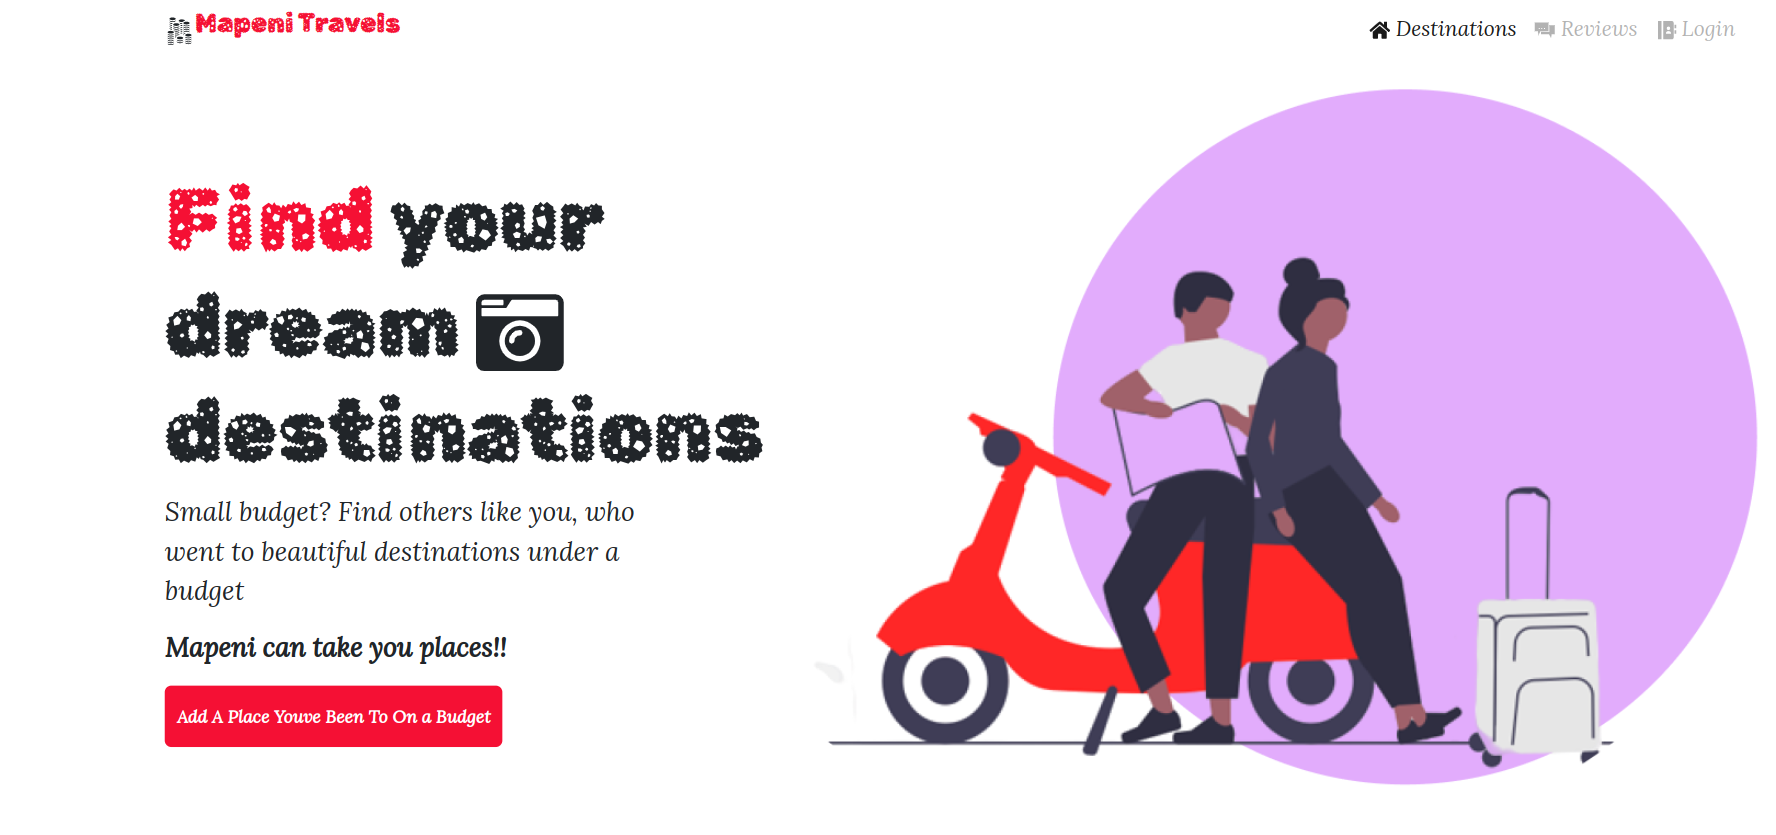 Mapeni Travels
Destinations Reviews Login
Find your
dream
destinations
Small budget? Find others like you, who
went to beautiful destinations under a
budget
Mapeni can take you places!!
Add A Place Youve Been To On a Budget